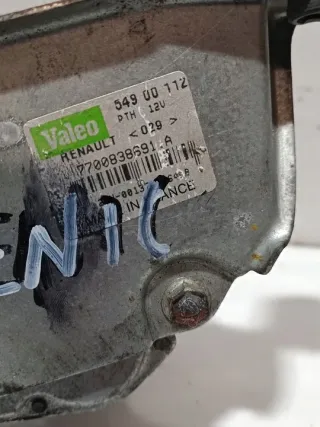 Valeo
549 00 112
PTH / 12V
RENAULT <029>
7700838691-A
IN FRANCE
ENIC